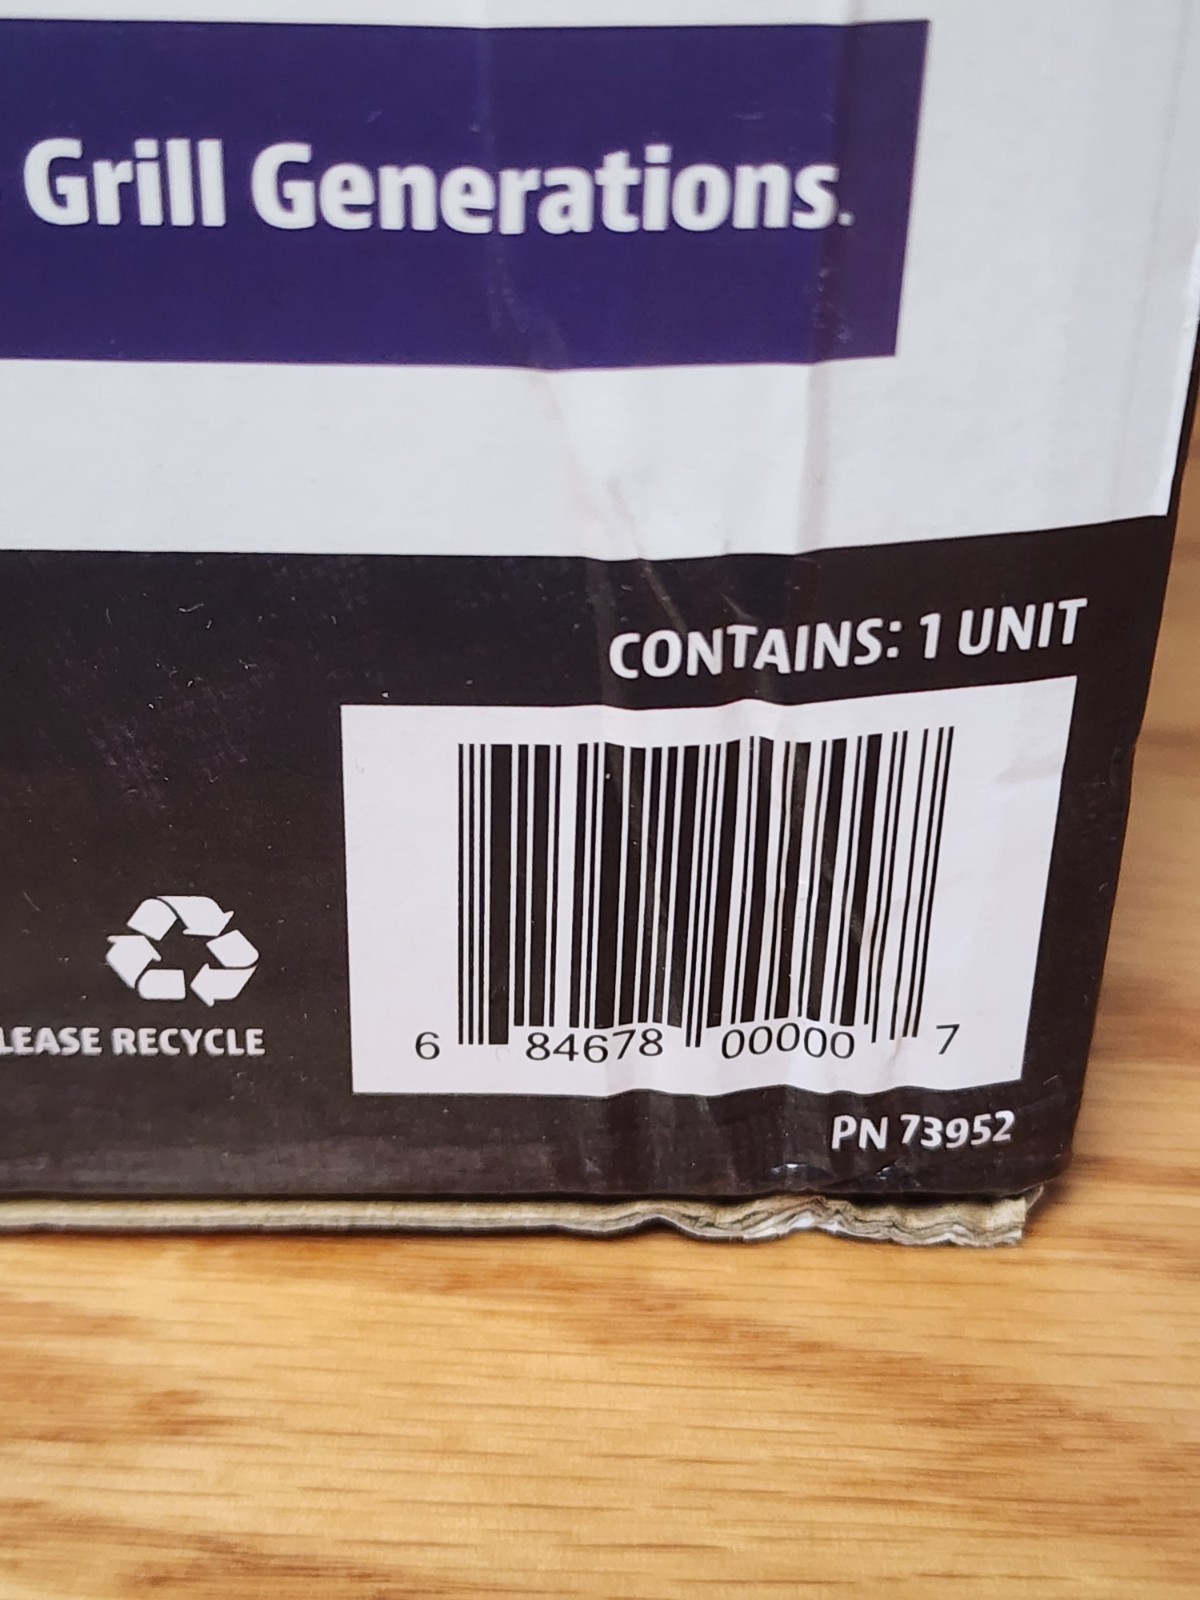 Grill Generations.
CONTAINS: 1 UNIT
6 84678 00000 7
LEASE RECYCLE
PN 73952